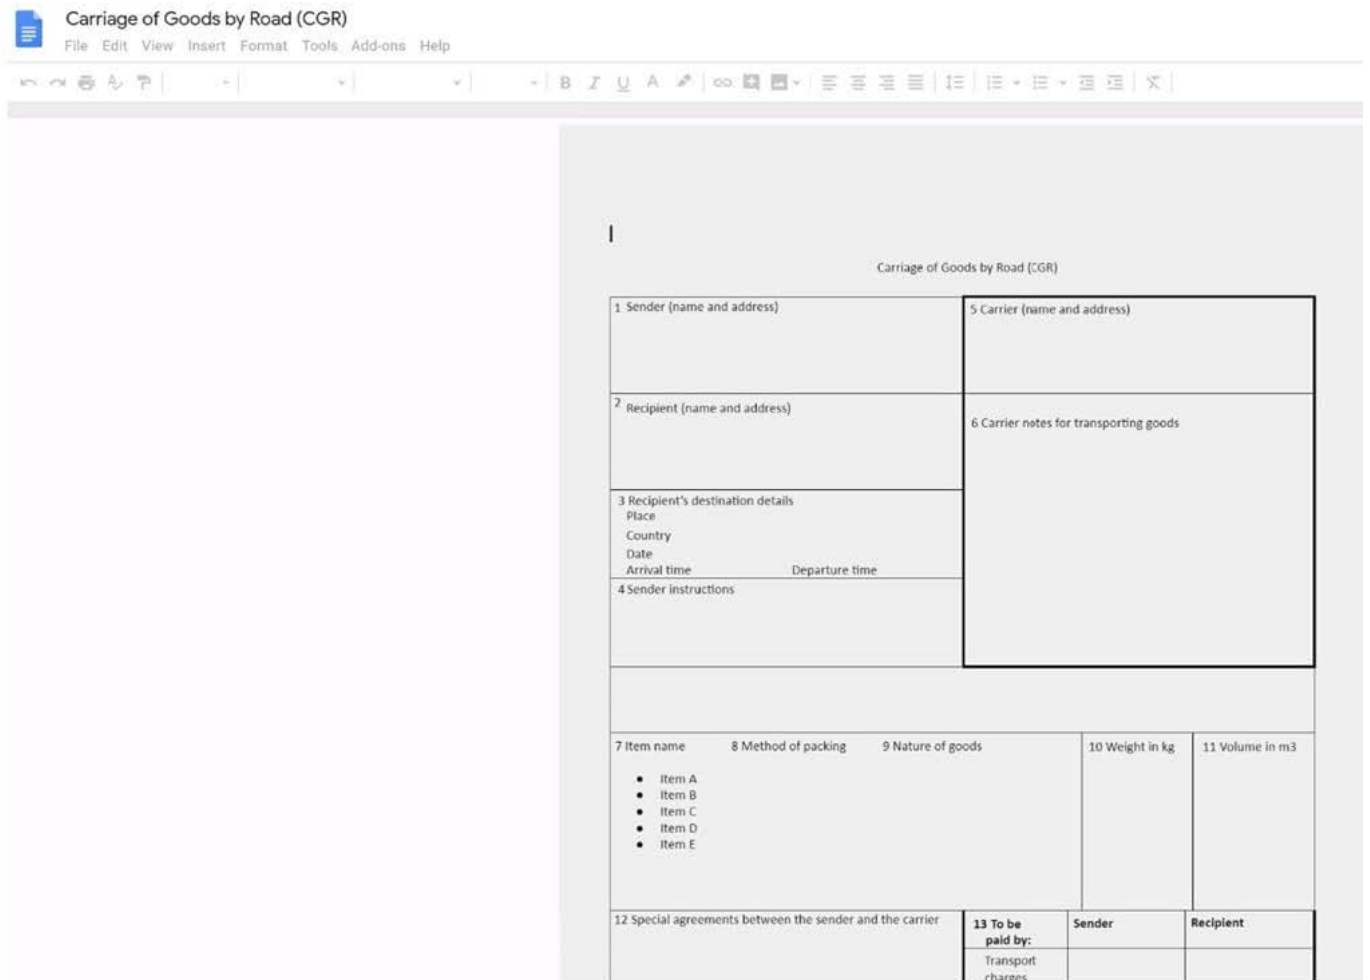 Carriage of Goods by Road (CGR)
File Edit View Insert Format Tools Add-ons Help
B I U A
Carriage of Goods by Road (CGR)
1 Sender (name and address)
5 Carrier (name and address)
2 Recipient (name and address)
6 Carrier notes for transporting goods
3 Recipient's destination details
Place
Country
Date
Arrival time Departure time
4 Sender instructions
7 Item name 8 Method of packing 9 Nature of goods 10 Weight in kg 11 Volume in m3
• Item A
• Item B
• Item C
• Item D
• Item E
12 Special agreements between the sender and the carrier
13 To be paid by:
Sender
Recipient
Transport
charges